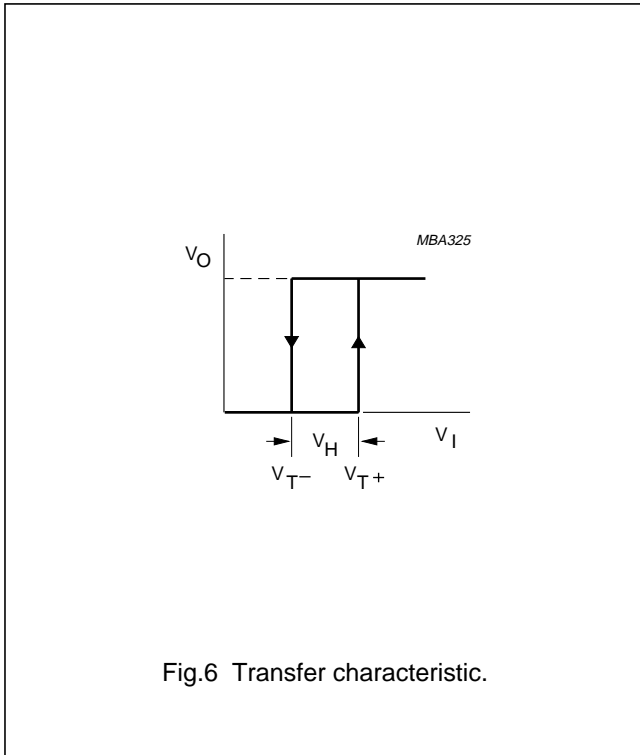 MBA325
VO
VH
VI
VT−
VT+
Fig.6 Transfer characteristic.